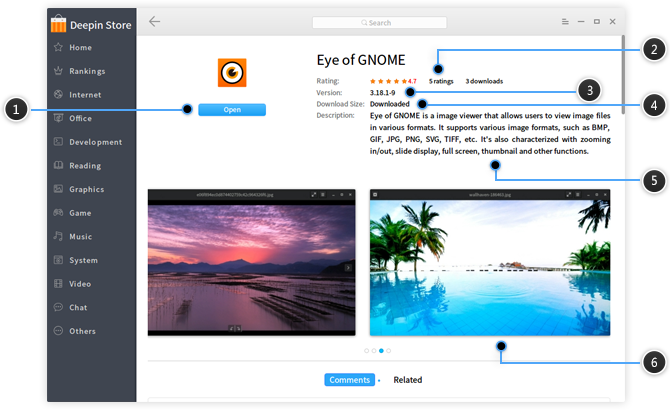 Deepin Store
Search
Home
Rankings
Internet
Office
Development
Reading
Graphics
Game
Music
System
Video
Chat
Others
Open
Eye of GNOME
Rating: 4.7 5 ratings 3 downloads
Version: 3.18.1-9
Download Size: Downloaded
Description: Eye of GNOME is a image viewer that allows users to view image files
in various formats. It supports various image formats, such as BMP,
GIF, JPG, PNG, SVG, TIFF, etc. It's also characterized with zooming
in/out, slide display, full screen, thumbnail and other functions.
Comments
Related
1
2
3
4
5
6